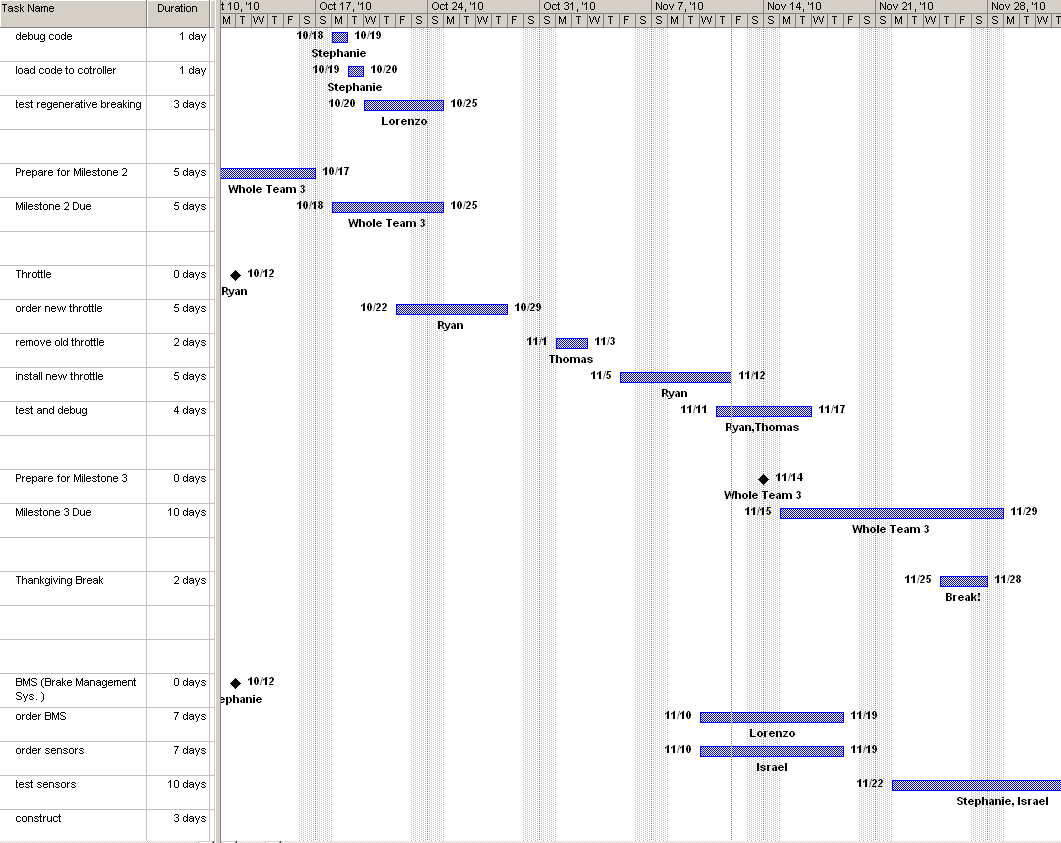 Task Name Duration t 10, '10 Oct 17, '10 Oct 24, '10 Oct 31, '10 Nov 7, '10 Nov 14, '10 Nov 21, '10 Nov 28, '10
M T W T F S S M T W T F S S M T W T F S S M T W T F S S M T W T F S S M T W T F S S M T W T F S S M T W T
debug code 1 day 10/18 10/19
Stephanie
load code to cotroller 1 day 10/19 10/20
Stephanie
test regenerative breaking 3 days 10/20 10/25
Lorenzo
Prepare for Milestone 2 5 days 10/17
Whole Team 3
Milestone 2 Due 5 days 10/18 10/25
Whole Team 3
Throttle 0 days 10/12
Ryan
order new throttle 5 days 10/22 10/29
Ryan
remove old throttle 2 days 11/1 11/3
Thomas
install new throttle 5 days 11/5 11/12
Ryan
test and debug 4 days 11/11 11/17
Ryan,Thomas
Prepare for Milestone 3 0 days 11/14
Whole Team 3
Milestone 3 Due 10 days 11/15 11/29
Whole Team 3
Thankgiving Break 2 days 11/25 11/28
Break!
BMS (Brake Management 0 days 10/12
Sys. )
ephanie
order BMS 7 days 11/10 11/19
Lorenzo
order sensors 7 days 11/10 11/19
Israel
test sensors 10 days 11/22
Stephanie, Israel
construct 3 days